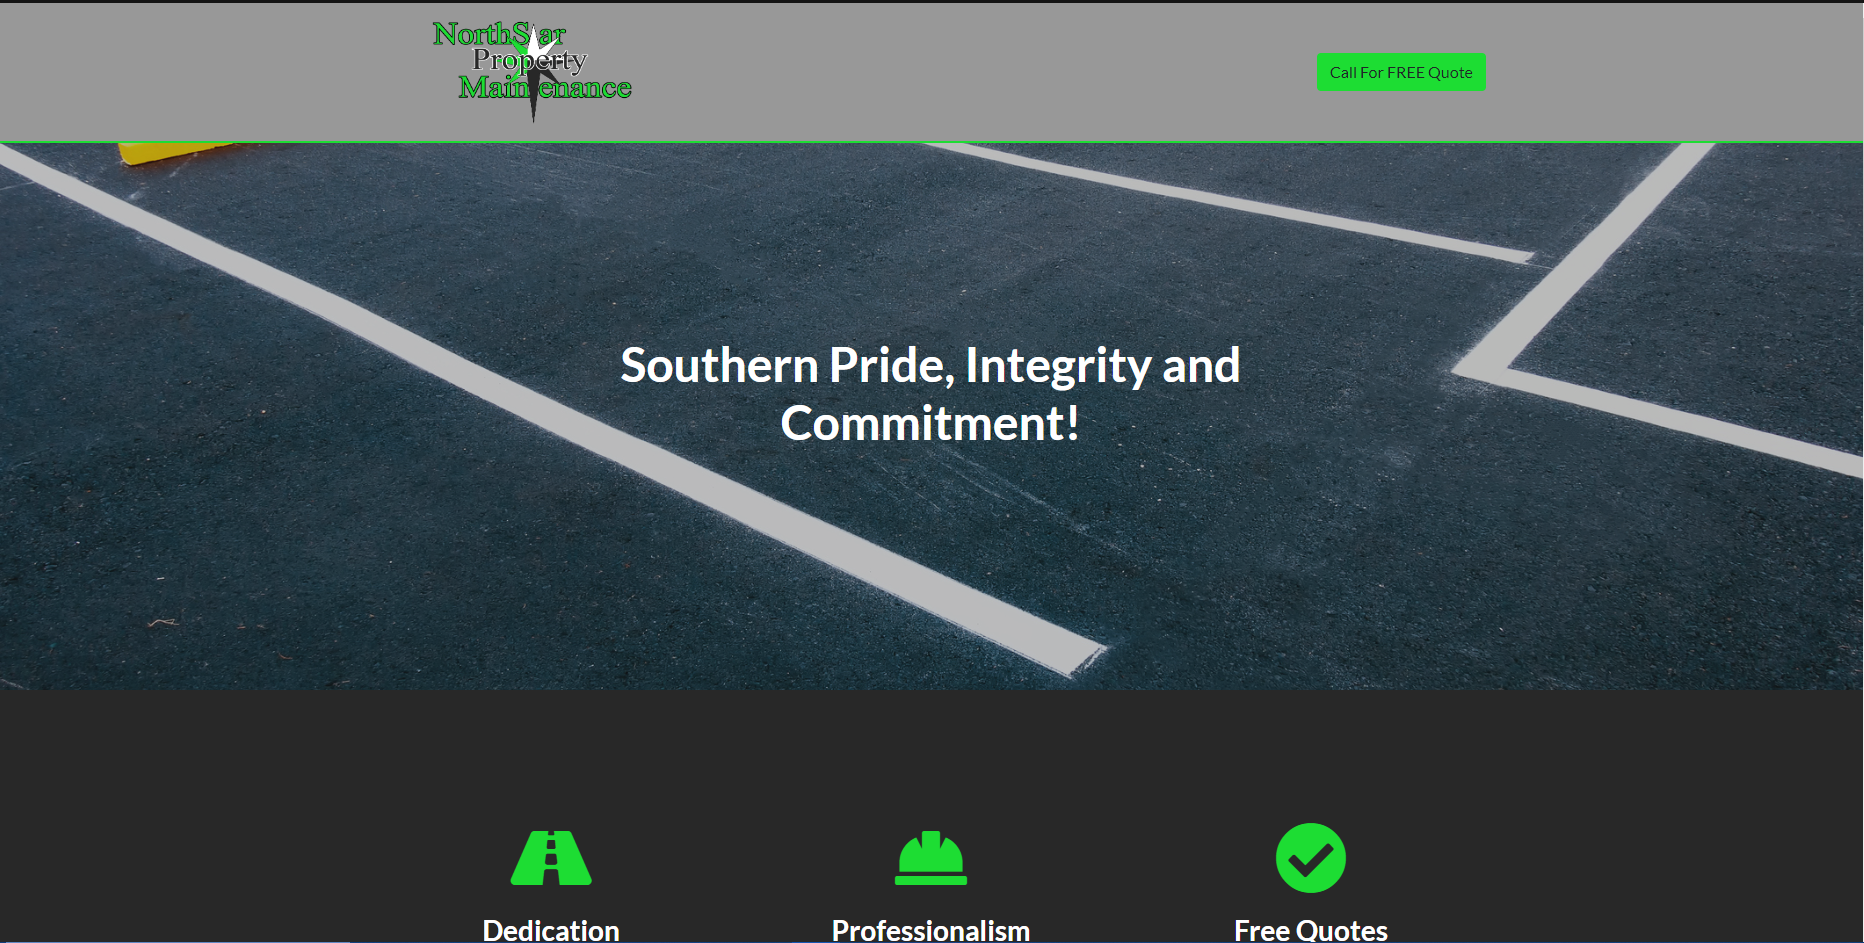 NorthStar
Property
Maintenance
Call For FREE Quote
Southern Pride, Integrity and
Commitment!
Dedication
Professionalism
Free Quotes